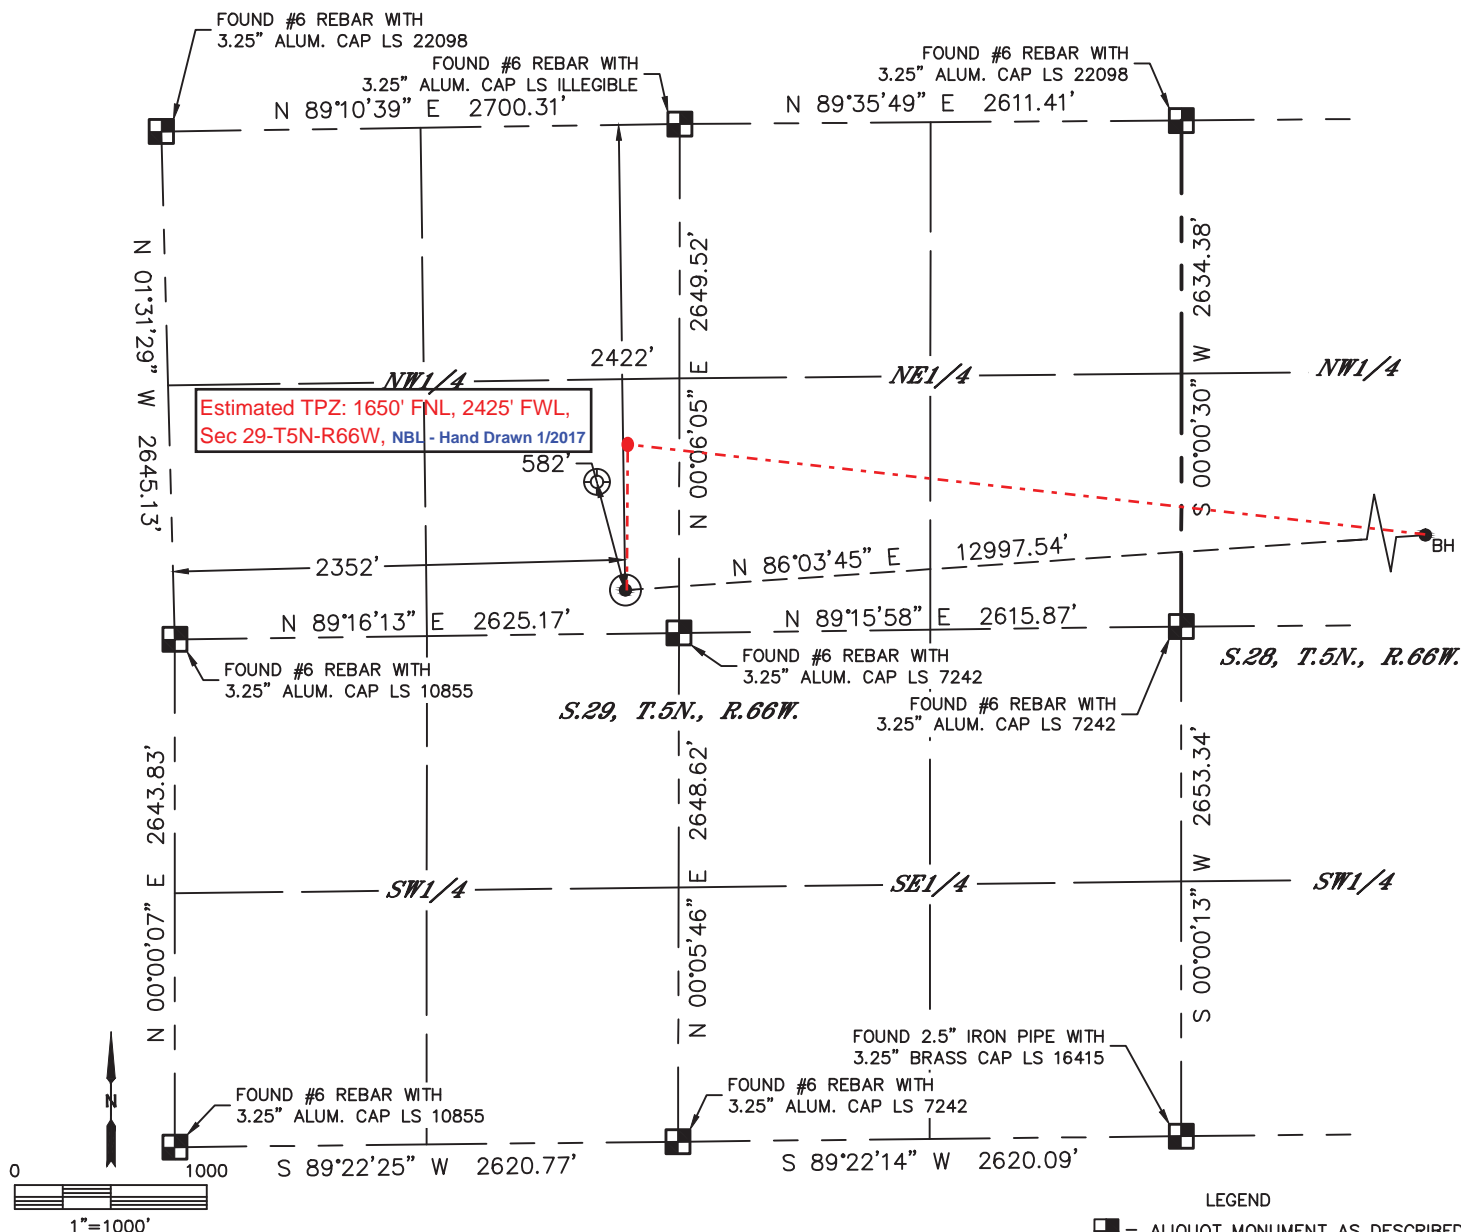 FOUND #6 REBAR WITH
3.25" ALUM. CAP LS 22098
FOUND #6 REBAR WITH
3.25" ALUM. CAP LS ILLEGIBLE
FOUND #6 REBAR WITH
3.25" ALUM. CAP LS 22098
N 89°10'39" E 2700.31'
N 89°35'49" E 2611.41'
N 01°31'29" W 2645.13'
N 00°06'05" E 2649.52'
S 00°00'30" W 2634.38'
2422'
NW1/4
NE1/4
NW1/4
Estimated TPZ: 1650' FNL, 2425' FWL,
Sec 29-T5N-R66W, NBL - Hand Drawn 1/2017
582'
BH
N 86°03'45" E 12997.54'
2352'
N 89°16'13" E 2625.17'
N 89°15'58" E 2615.87'
FOUND #6 REBAR WITH
3.25" ALUM. CAP LS 10855
FOUND #6 REBAR WITH
3.25" ALUM. CAP LS 7242
S.28, T.5N., R.66W.
S.29, T.5N., R.66W.
FOUND #6 REBAR WITH
3.25" ALUM. CAP LS 7242
N 00°00'07" E 2643.83'
N 00°05'46" E 2648.62'
S 00°00'13" W 2653.34'
SW1/4
SE1/4
SW1/4
FOUND 2.5" IRON PIPE WITH
3.25" BRASS CAP LS 16415
N
FOUND #6 REBAR WITH
3.25" ALUM. CAP LS 10855
FOUND #6 REBAR WITH
3.25" ALUM. CAP LS 7242
S 89°22'25" W 2620.77'
S 89°22'14" W 2620.09'
0 1000
1"=1000'
LEGEND
= ALIQUOT MONUMENT AS DESCRIBED